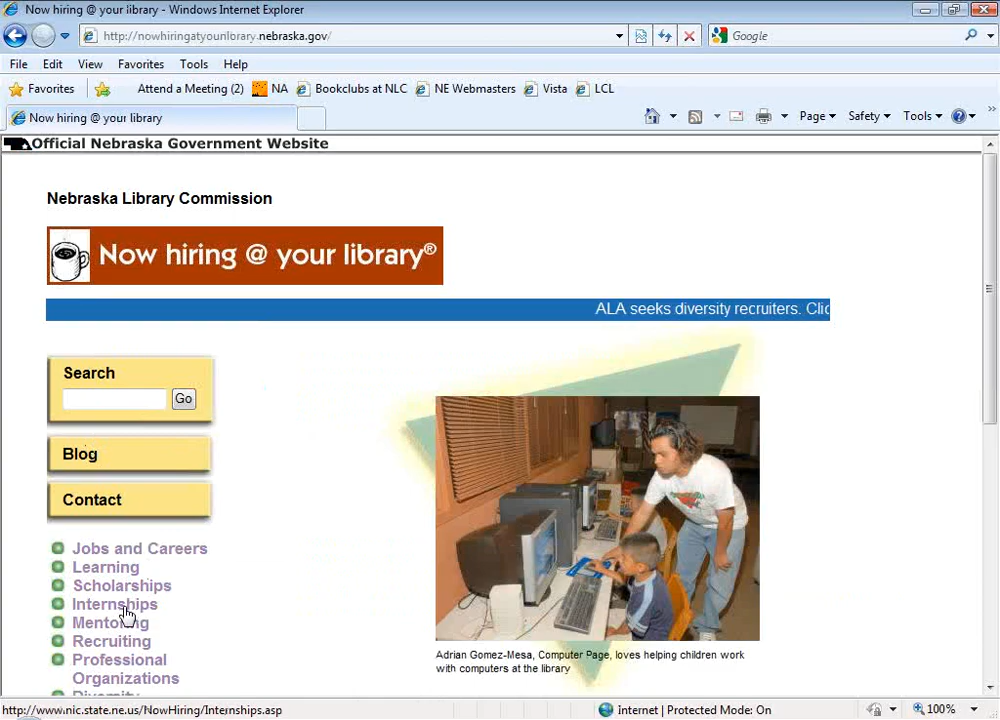 Now hiring @ your library - Windows Internet Explorer
http://nowhiringatyourlibrary.nebraska.gov/
Google
File Edit View Favorites Tools Help
Favorites Attend a Meeting (2) NA Bookclubs at NLC NE Webmasters Vista LCL
Now hiring @ your library
Page Safety Tools
Official Nebraska Government Website
Nebraska Library Commission
Now hiring @ your library®
ALA seeks diversity recruiters. Clic
Search
Go
Blog
Contact
Jobs and Careers
Learning
Scholarships
Internships
Mentoring
Recruiting
Professional
Organizations
Diversity
Adrian Gomez-Mesa, Computer Page, loves helping children work
with computers at the library
http://www.nlc.state.ne.us/NowHiring/Internships.asp
Internet | Protected Mode: On
100%